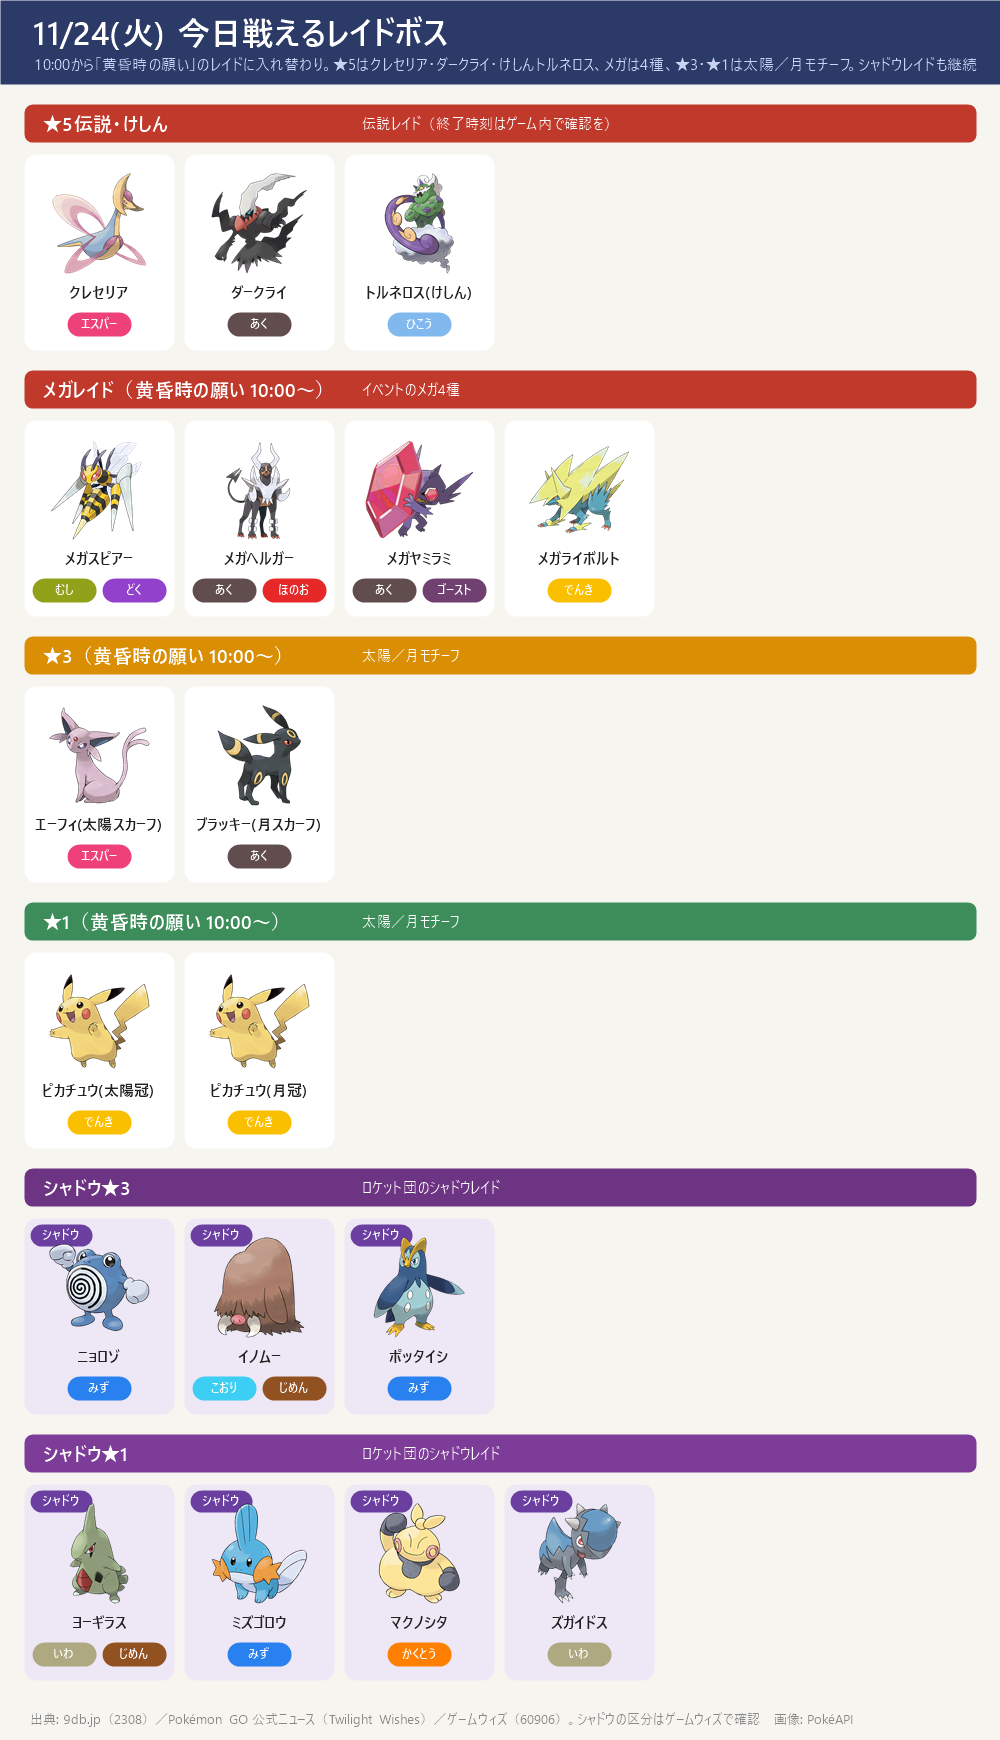 11/24(火) 今日戦えるレイドボス
10:00から「黄昏時の願い」のレイドに入れ替わり。★5はクレセリア・ダークライ・けしんトルネロス、メガは4種、★3・★1は太陽／月モチーフ。シャドウレイドも継続
★5伝説・けしん 伝説レイド（終了時刻はゲーム内で確認を）
クレセリア ダークライ トルネロス(けしん)
エスパー あく ひこう
メガレイド（黄昏時の願い 10:00〜） イベントのメガ4種
メガスピアー メガヘルガー メガヤミラミ メガライボルト
むし どく あく ほのお あく ゴースト でんき
★3（黄昏時の願い 10:00〜） 太陽／月モチーフ
エーフィ(太陽スカーフ) ブラッキー(月スカーフ)
エスパー あく
★1（黄昏時の願い 10:00〜） 太陽／月モチーフ
ピカチュウ(太陽冠) ピカチュウ(月冠)
でんき でんき
シャドウ★3 ロケット団のシャドウレイド
シャドウ シャドウ シャドウ
ニョロゾ イノムー ポッタイシ
みず こおり じめん みず
シャドウ★1 ロケット団のシャドウレイド
シャドウ シャドウ シャドウ シャドウ
ヨーギラス ミズゴロウ マクノシタ ズガイドス
いわ じめん みず かくとう いわ
出典: 9db.jp（2308）／Pokémon GO 公式ニュース（Twilight Wishes）／ゲームウィズ（60906）。シャドウの区分はゲームウィズで確認 画像: PokéAPI